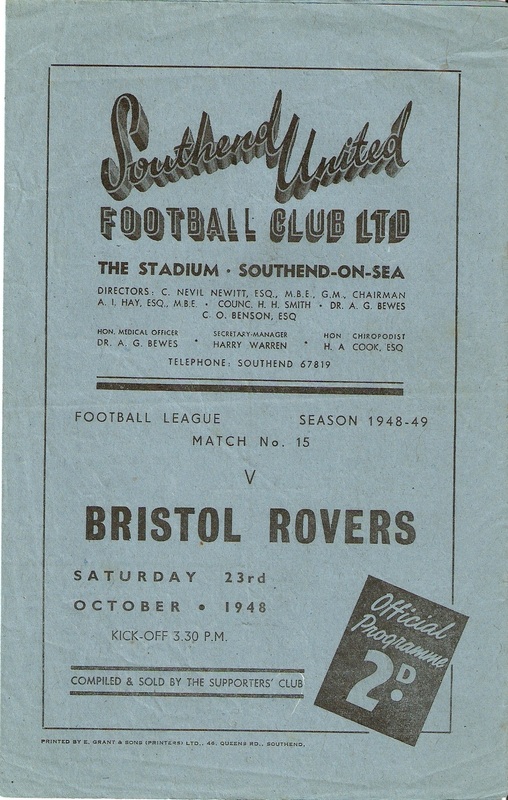 Southend United
FOOTBALL CLUB LTD
THE STADIUM · SOUTHEND-ON-SEA
DIRECTORS: C. NEVIL NEWITT, ESQ., M.B.E., G.M., CHAIRMAN
A. I. HAY, ESQ., M.B.E. · COUNC. H. H. SMITH · DR. A. G. BEWES
C. O. BENSON, ESQ
HON. MEDICAL OFFICER SECRETARY-MANAGER HON CHIROPODIST
DR. A. G. BEWES · HARRY WARREN · H. A COOK, ESQ
TELEPHONE: SOUTHEND 67819
FOOTBALL LEAGUE SEASON 1948-49
MATCH No. 15
V
BRISTOL ROVERS
SATURDAY 23rd
OCTOBER · 1948
KICK-OFF 3.30 P.M.
COMPILED & SOLD BY THE SUPPORTERS' CLUB
Official
Programme
2D.
PRINTED BY E. GRANT & SONS (PRINTERS) LTD., 46, QUEENS RD., SOUTHEND.